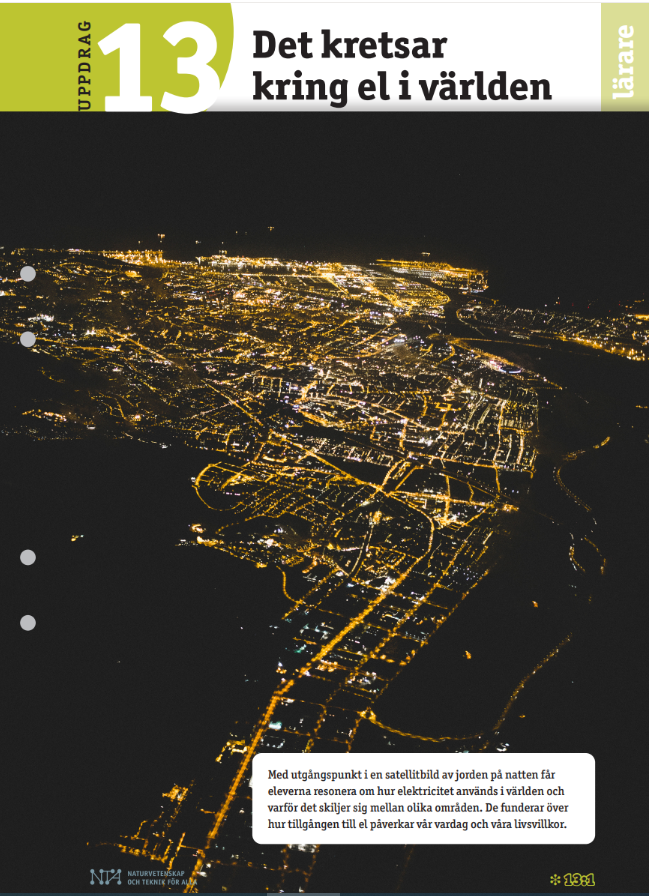 UPPDRAG
13
Det kretsar
kring el i världen
lärare
Med utgångspunkt i en satellitbild av jorden på natten får
eleverna resonera om hur elektricitet används i världen och
varför det skiljer sig mellan olika områden. De funderar över
hur tillgången till el påverkar vår vardag och våra livsvillkor.
NTA
NATURVETENSKAP
OCH TEKNIK FÖR ALLA
13:1